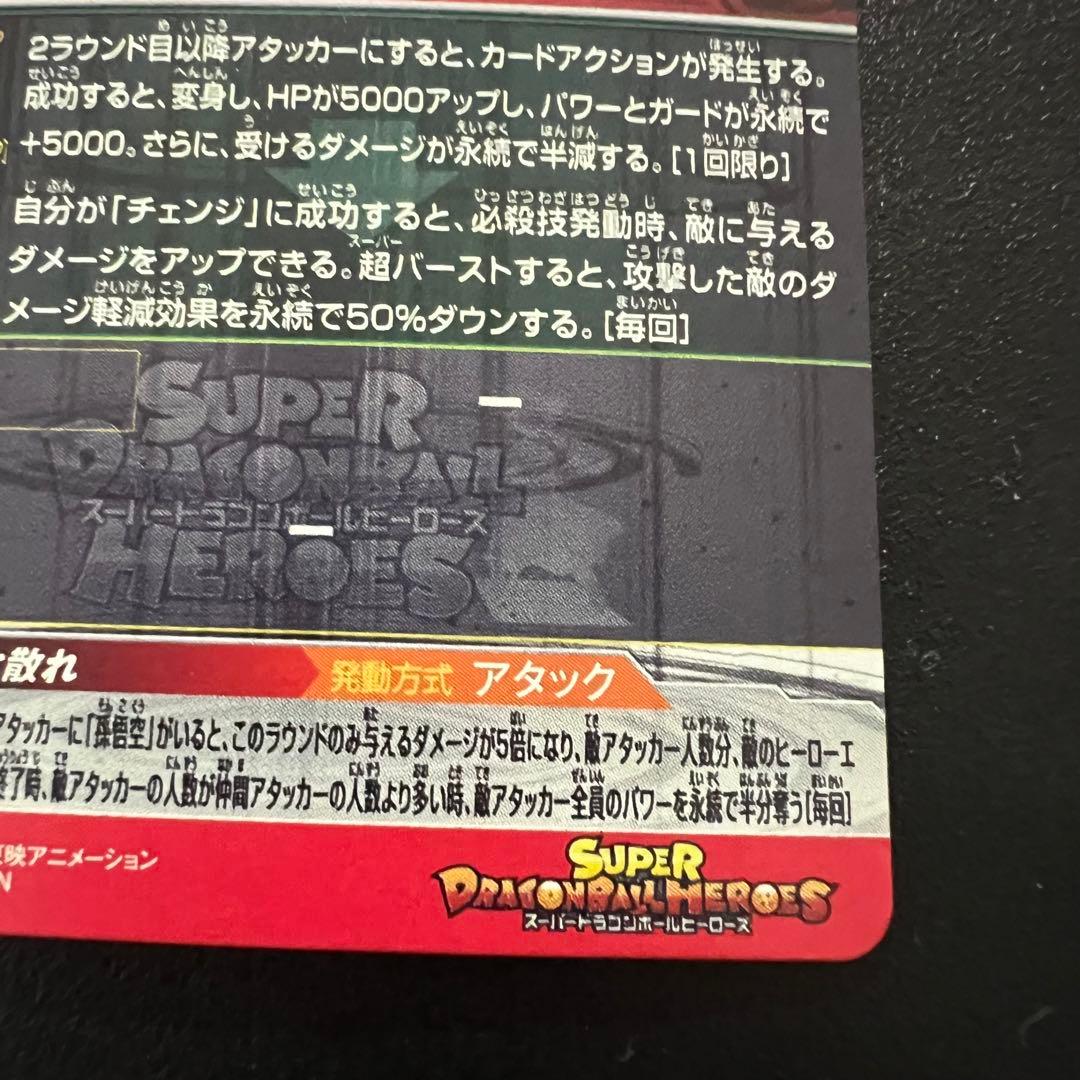 2ラウンド目以降アタッカーにすると、カードアクションが発生する。
成功すると、変身し、HPが5000アップし、パワーとガードが永続で
+5000。さらに、受けるダメージが永続で半減する。[1回限り]
自分が「チェンジ」に成功すると、必殺技発動時、敵に与える
ダメージをアップできる。超バーストすると、攻撃した敵のダ
メージ軽減効果を永続で50%ダウンする。[毎回]
SUPER
DRAGON BALL
スーパードラゴンボールヒーローズ
HEROES
散れ
発動方式 アタック
アタッカーに「孫悟空」がいると、このラウンドのみ与えるダメージが5倍になり、敵アタッカー人数分、敵のヒーローエ
終了時、敵アタッカーの人数が仲間アタッカーの人数より多い時、敵アタッカー全員のパワーを永続で半分奪う[毎回]
映アニメーション
N
SUPER
DRAGON BALL HEROES
スーパードラゴンボールヒーローズ